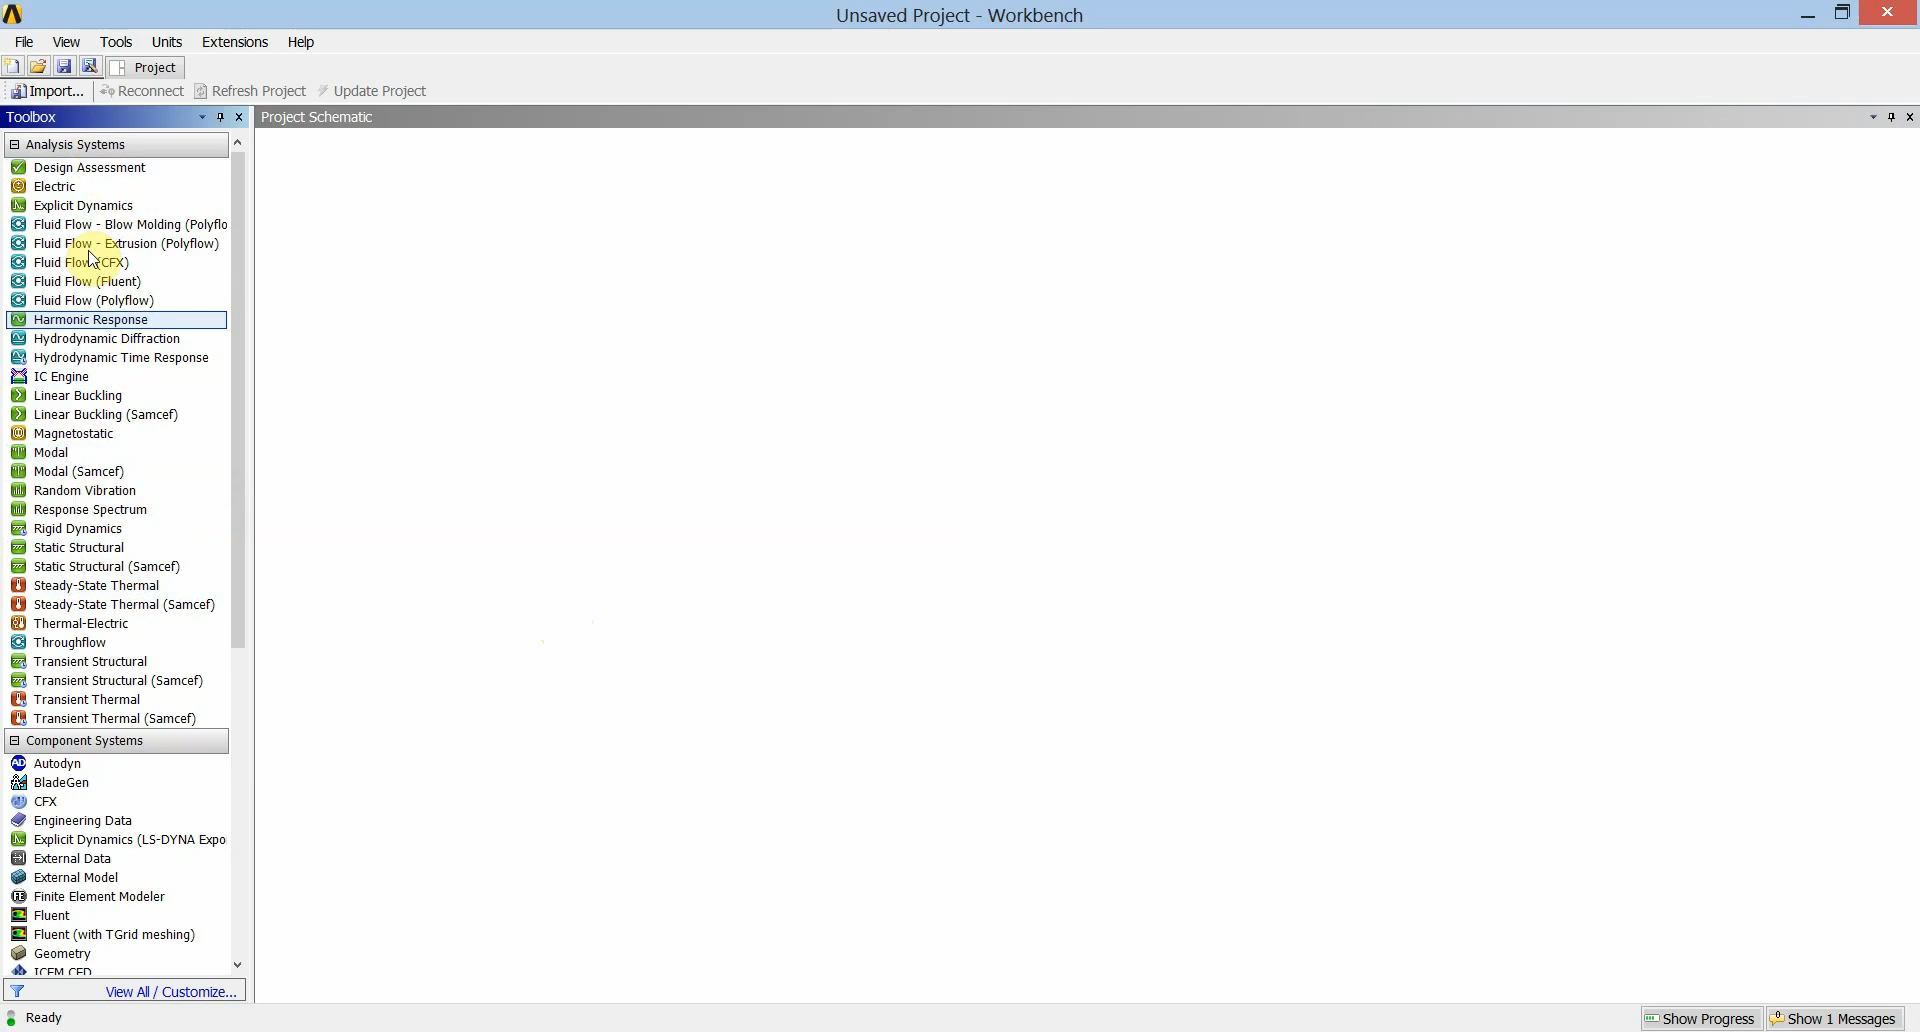 Unsaved Project - Workbench
File View Tools Units Extensions Help
Project
Import... Reconnect Refresh Project Update Project
Toolbox
Project Schematic
Analysis Systems
Design Assessment
Electric
Explicit Dynamics
Fluid Flow - Blow Molding (Polyflo
Fluid Flow - Extrusion (Polyflow)
Fluid Flow (CFX)
Fluid Flow (Fluent)
Fluid Flow (Polyflow)
Harmonic Response
Hydrodynamic Diffraction
Hydrodynamic Time Response
IC Engine
Linear Buckling
Linear Buckling (Samcef)
Magnetostatic
Modal
Modal (Samcef)
Random Vibration
Response Spectrum
Rigid Dynamics
Static Structural
Static Structural (Samcef)
Steady-State Thermal
Steady-State Thermal (Samcef)
Thermal-Electric
Throughflow
Transient Structural
Transient Structural (Samcef)
Transient Thermal
Transient Thermal (Samcef)
Component Systems
Autodyn
BladeGen
CFX
Engineering Data
Explicit Dynamics (LS-DYNA Expo
External Data
External Model
Finite Element Modeler
Fluent
Fluent (with TGrid meshing)
Geometry
ICEM CFD
View All / Customize...
Ready
Show Progress
Show 1 Messages